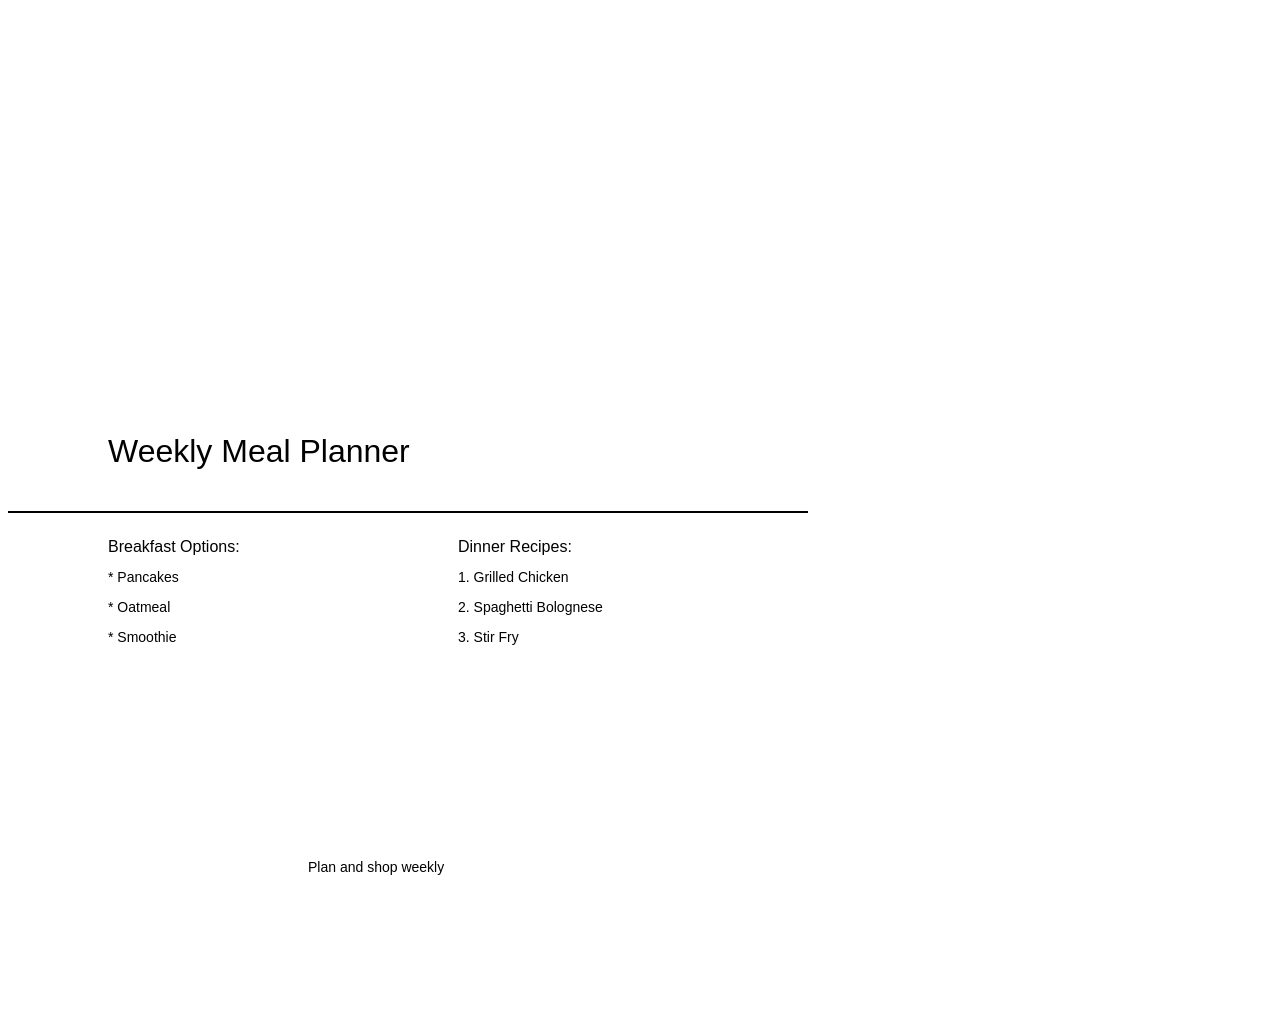 Weekly Meal Planner
Breakfast Options:
* Pancakes
* Oatmeal
* Smoothie
Dinner Recipes:
1. Grilled Chicken
2. Spaghetti Bolognese
3. Stir Fry
Plan and shop weekly